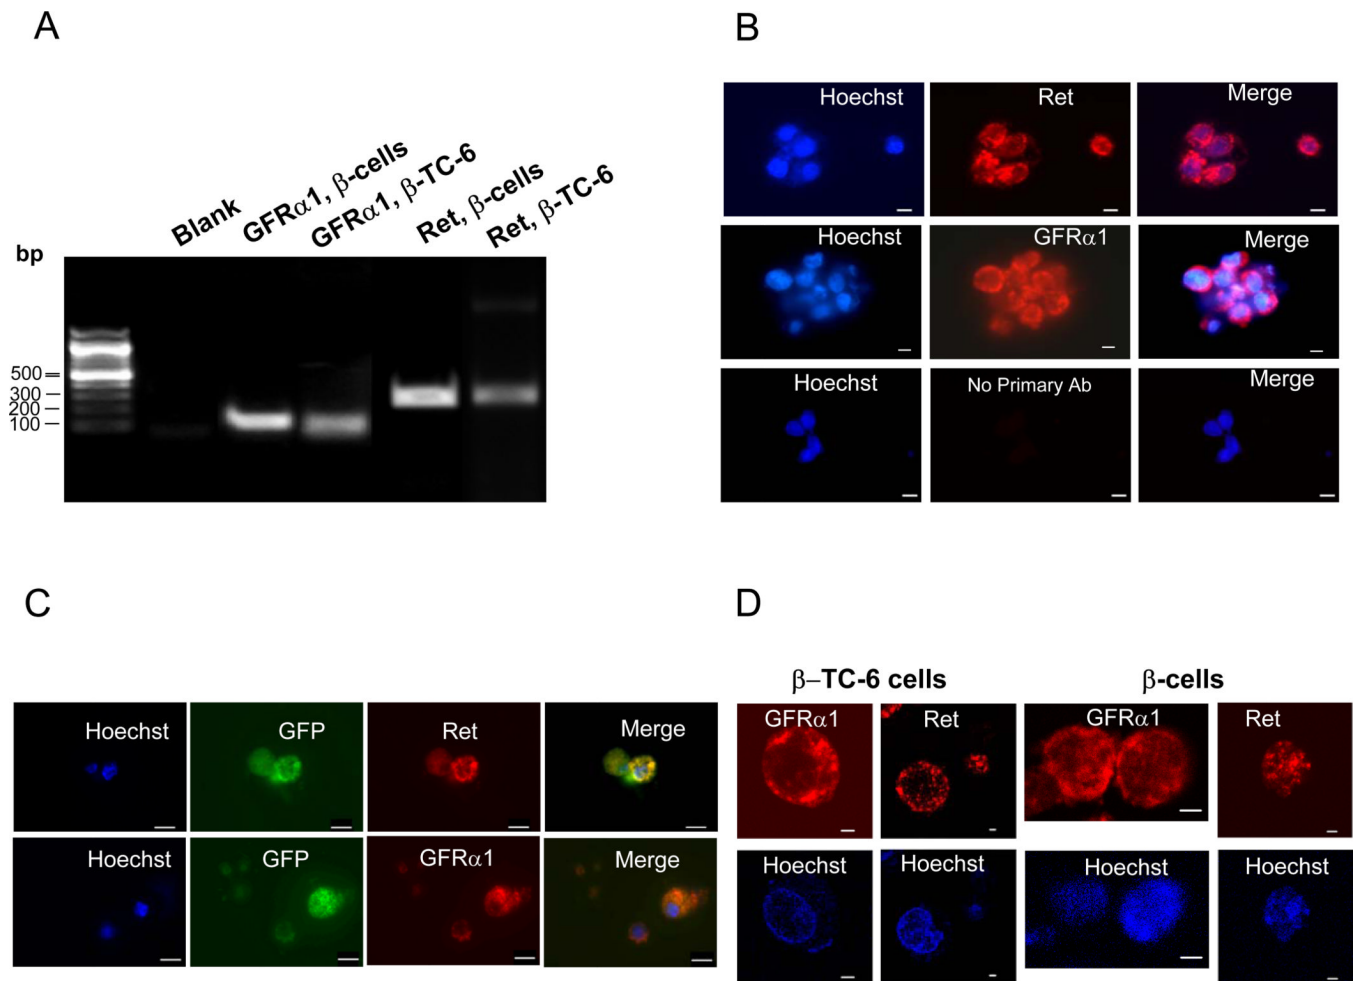 A
Blank
GFRα1, β-cells
GFRα1, β-TC-6
Ret, β-cells
Ret, β-TC-6
bp
500
300
200
100
B
Hoechst Ret Merge
Hoechst GFRα1 Merge
Hoechst No Primary Ab Merge
C
Hoechst GFP Ret Merge
Hoechst GFP GFRα1 Merge
D
β–TC-6 cells β-cells
GFRα1 Ret GFRα1 Ret
Hoechst Hoechst Hoechst Hoechst